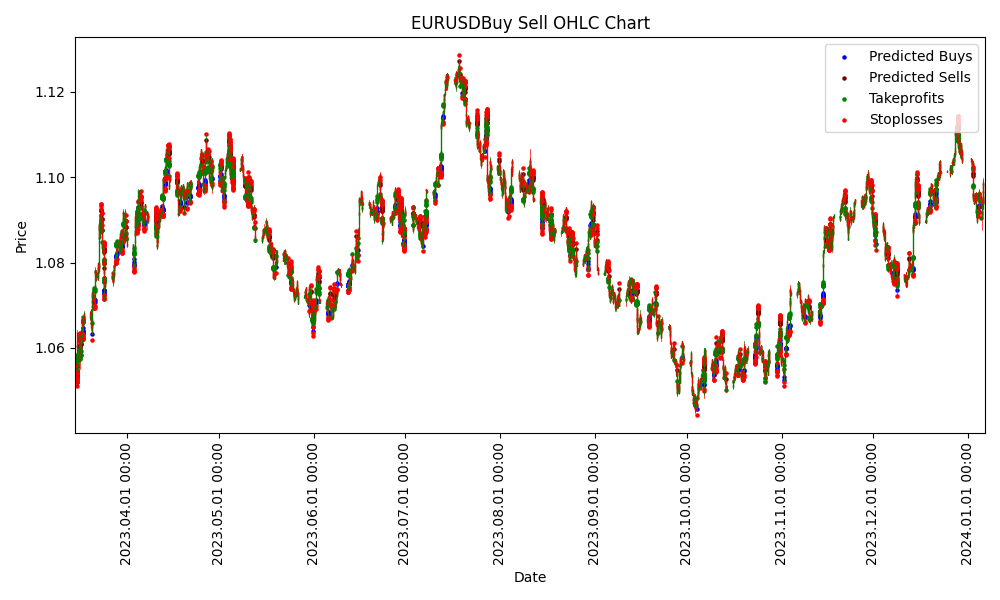 EURUSDBuy Sell OHLC Chart
Predicted Buys
Predicted Sells
Takeprofits
Stoplosses
Price
1.12
1.10
1.08
1.06
2023.04.01 00:00
2023.05.01 00:00
2023.06.01 00:00
2023.07.01 00:00
2023.08.01 00:00
2023.09.01 00:00
2023.10.01 00:00
2023.11.01 00:00
2023.12.01 00:00
2024.01.01 00:00
Date